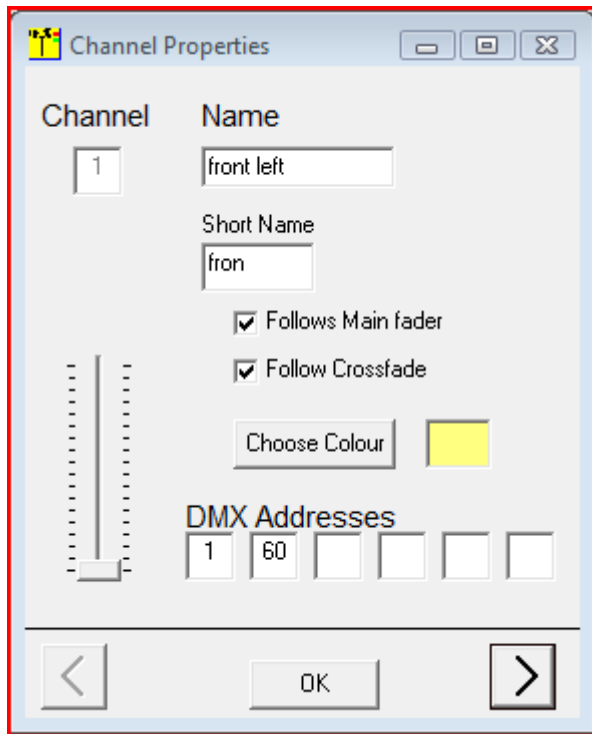 Channel Properties
Channel Name
1 front left
Short Name
fron
Follows Main fader
Follow Crossfade
Choose Colour
DMX Addresses
1 60
OK